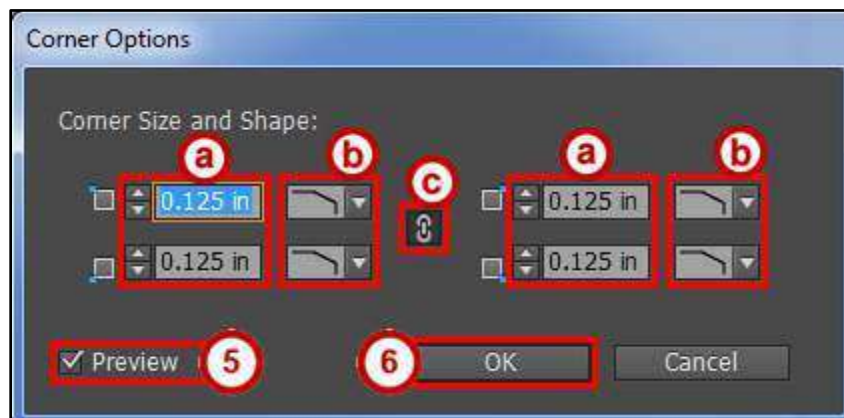 Corner Options
Corner Size and Shape:
a b a b
c
0.125 in 0.125 in
0.125 in 0.125 in
Preview 5 6 OK Cancel